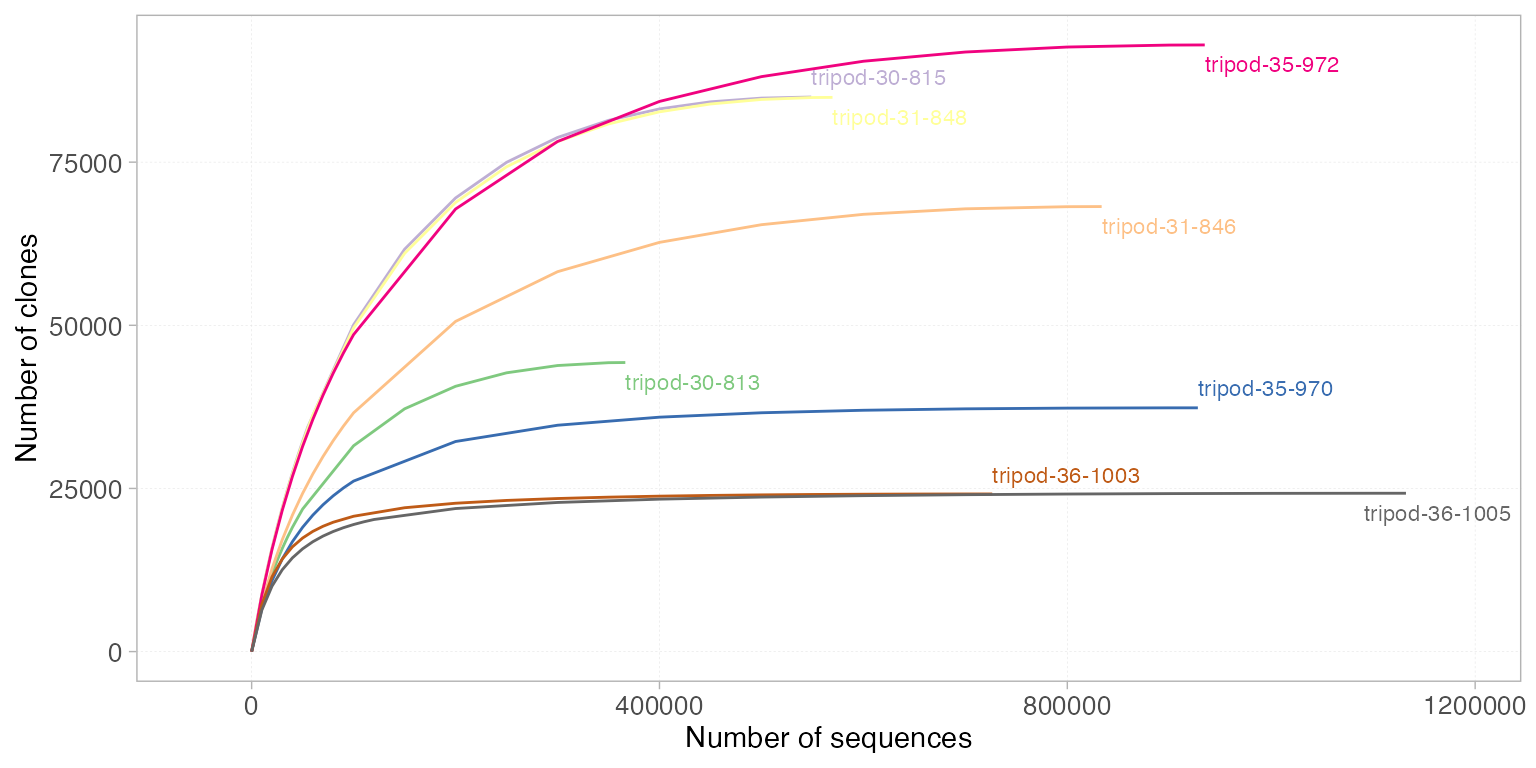 tripod-35-972
tripod-30-815
tripod-31-848
75000
tripod-31-846
Number of clones
50000
tripod-30-813
tripod-35-970
25000
tripod-36-1003
tripod-36-1005
0
0 400000 800000 1200000
Number of sequences